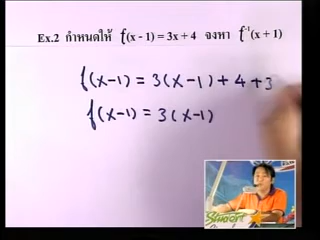 Ex.2 กำหนดให้ f(x - 1) = 3x + 4 จงหา f⁻¹(x + 1)
f(x-1) = 3(x-1) + 4 + 3
f(x-1) = 3(x-1)